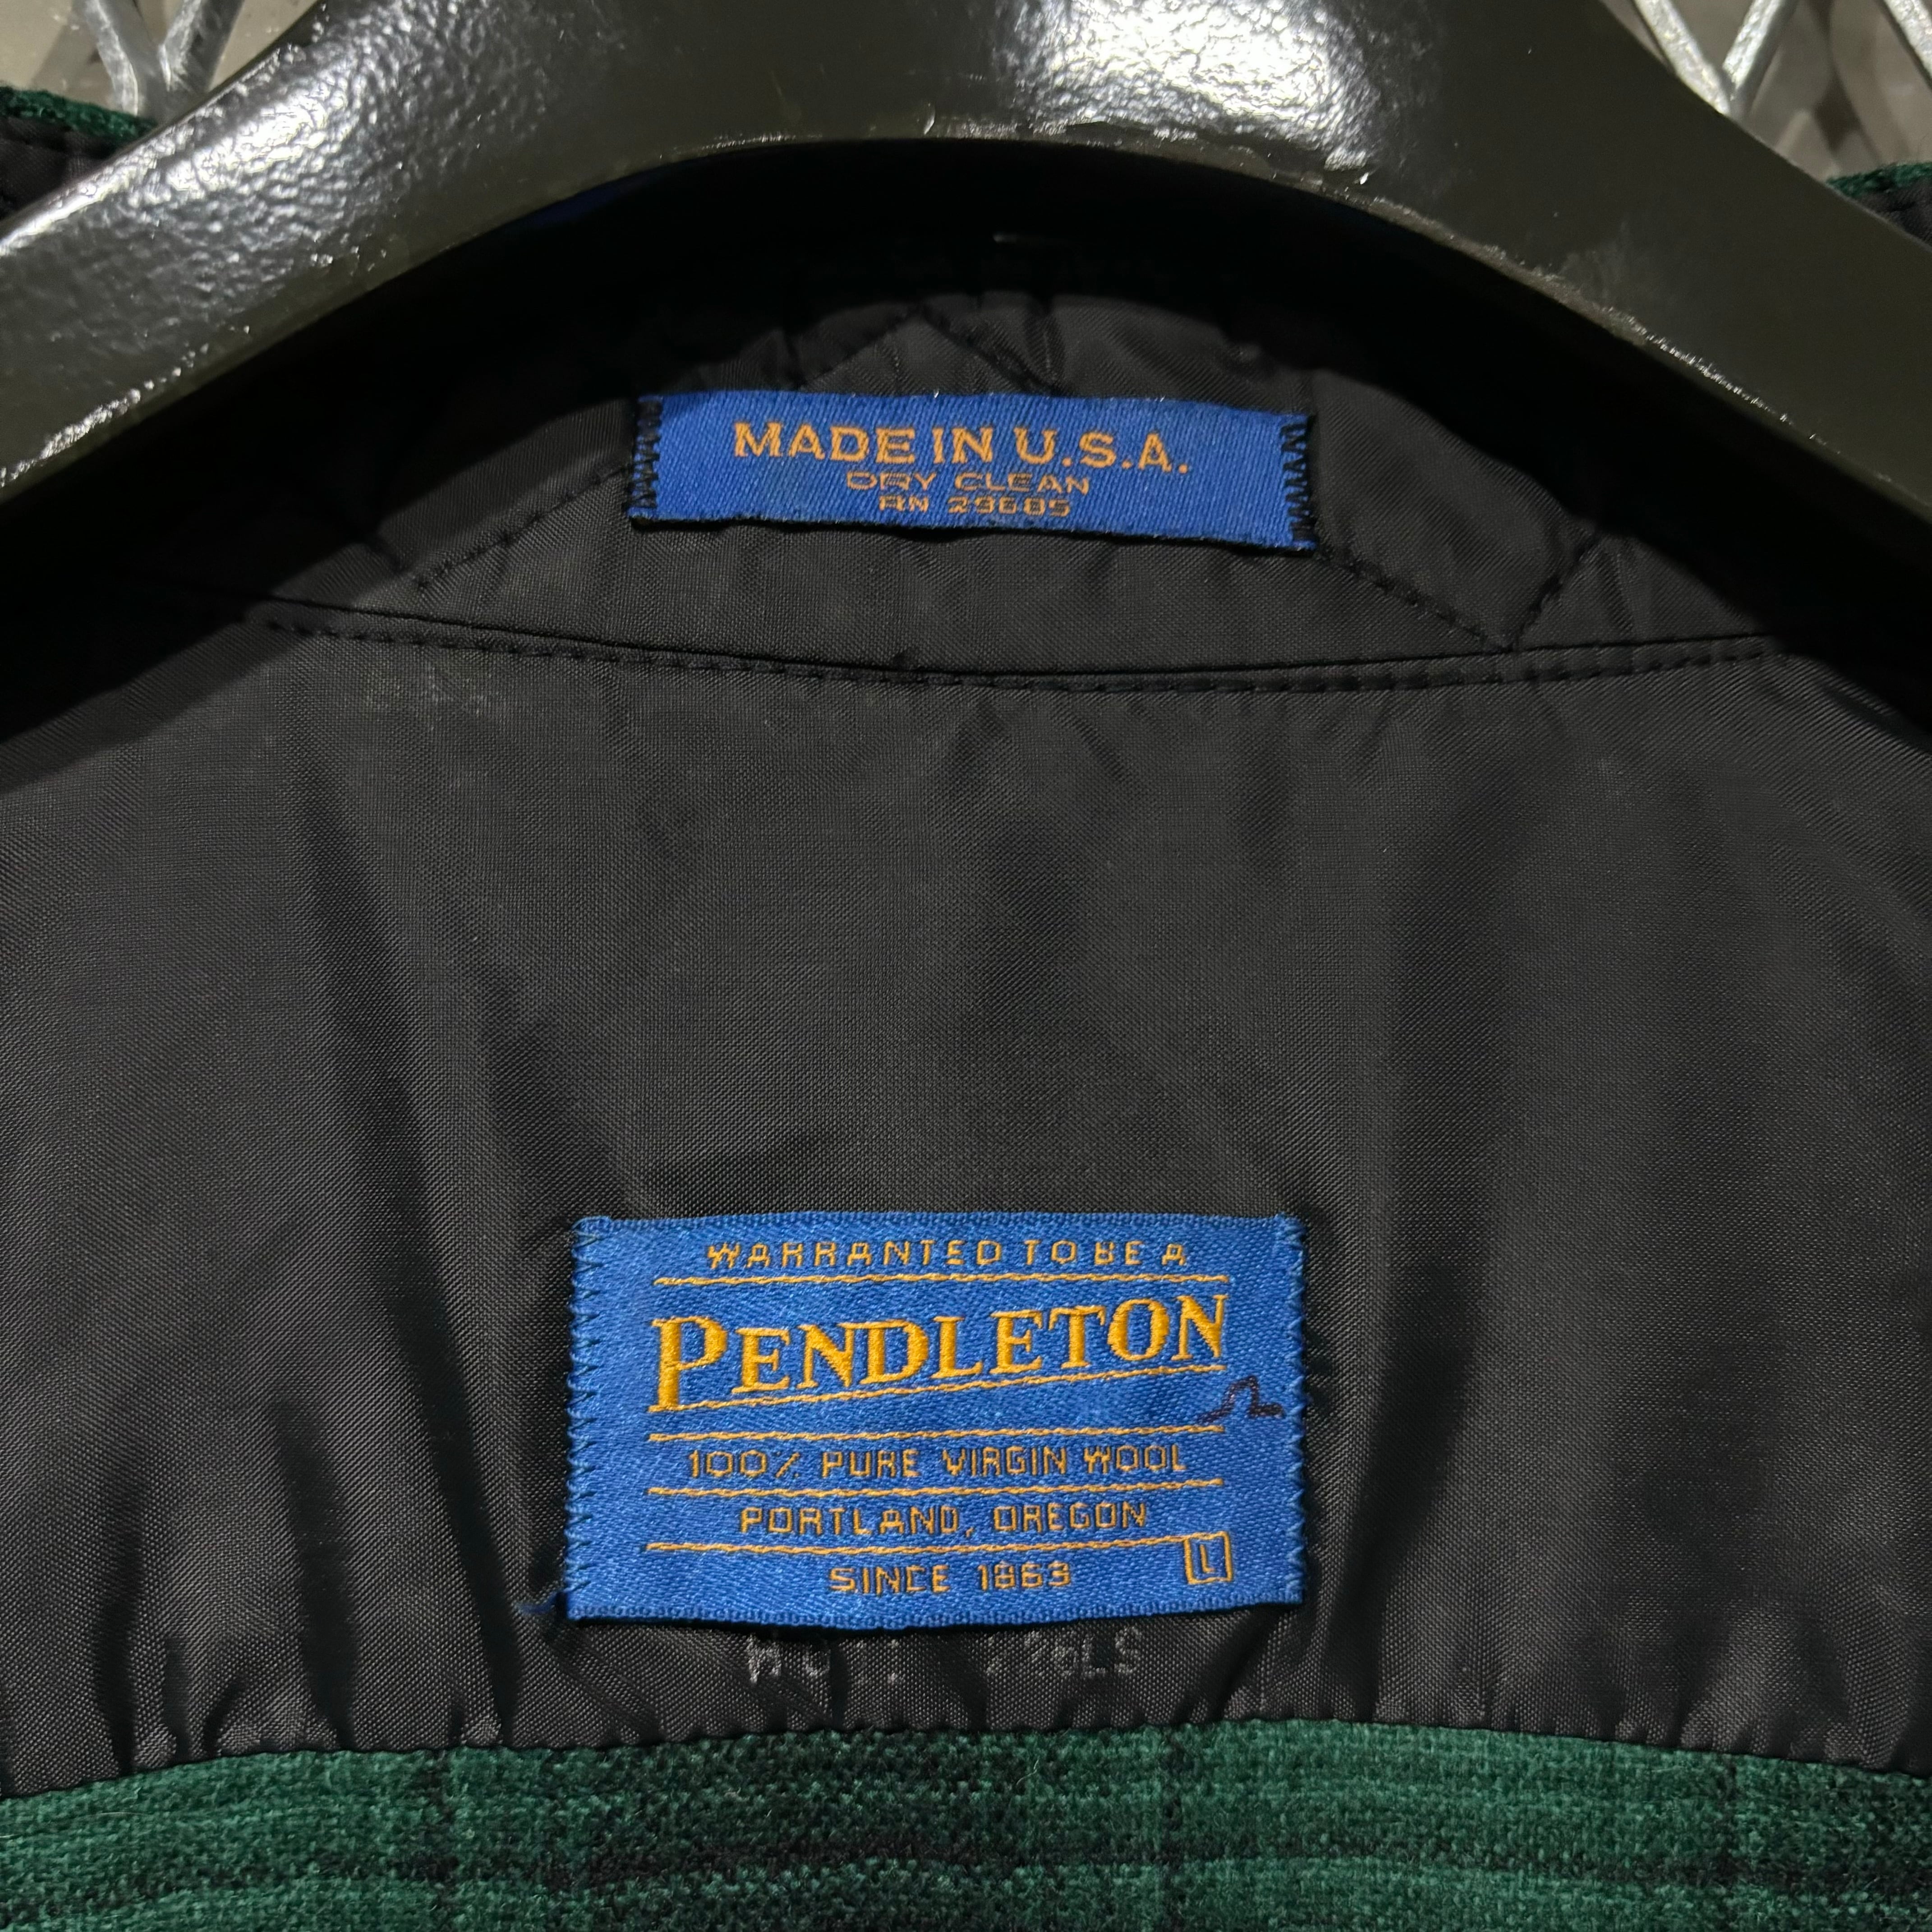 MADE IN U.S.A.
DRY CLEAN
RN 29685
WARRANTED TO BE A
PENDLETON
100% PURE VIRGIN WOOL
PORTLAND, OREGON
SINCE 1863
L